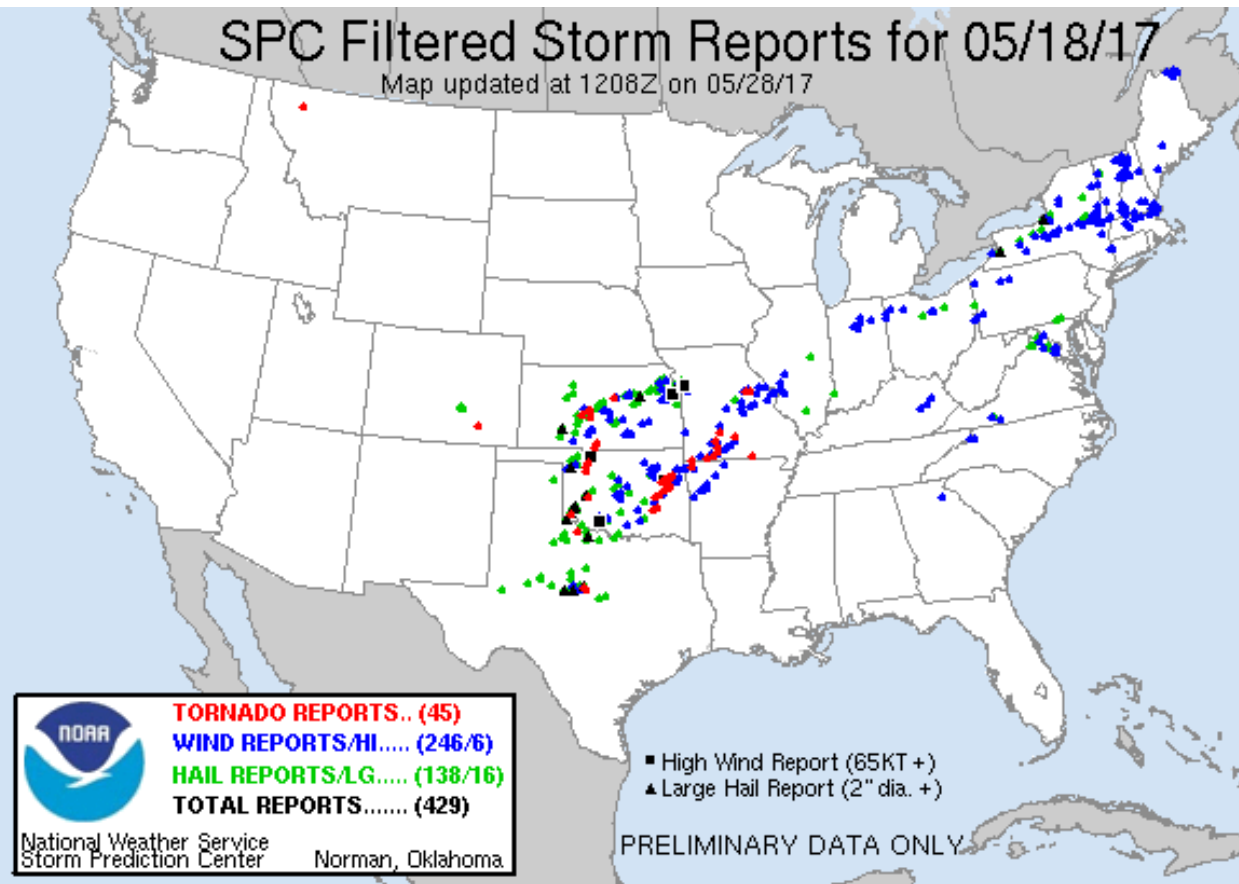 SPC Filtered Storm Reports for 05/18/17
Map updated at 1208Z on 05/28/17
NOAA
TORNADO REPORTS.. (45)
WIND REPORTS/HI..... (246/6)
HAIL REPORTS/LG..... (138/16)
TOTAL REPORTS....... (429)
National Weather Service
Storm Prediction Center Norman, Oklahoma
High Wind Report (65KT +)
Large Hail Report (2" dia. +)
PRELIMINARY DATA ONLY